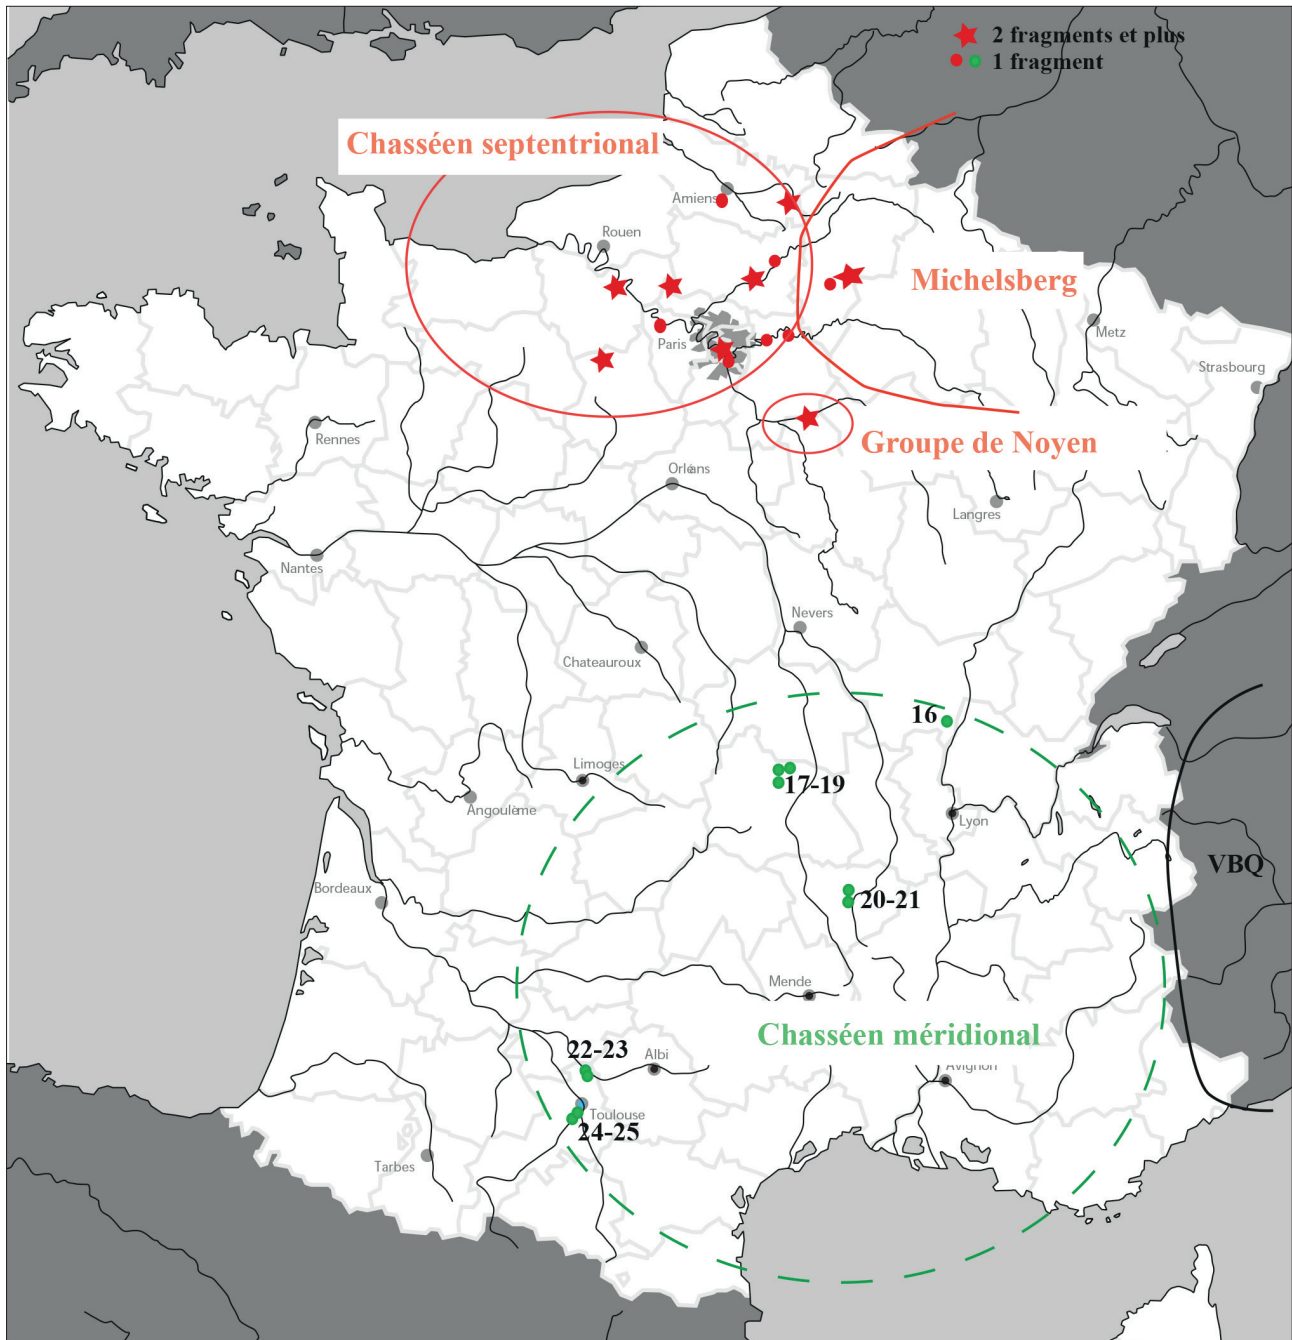 2 fragments et plus
1 fragment
Chasséen septentrional
Amiens
Rouen
Michelsberg
Metz
Paris
Strasbourg
Rennes
Groupe de Noyen
Orléans
Langres
Nantes
Nevers
Chateauroux
16
Limoges
17-19
Angoulême
Lyon
VBQ
Bordeaux
20-21
Mende
Chasséen méridional
22-23
Albi
Avignon
Toulouse
24-25
Tarbes